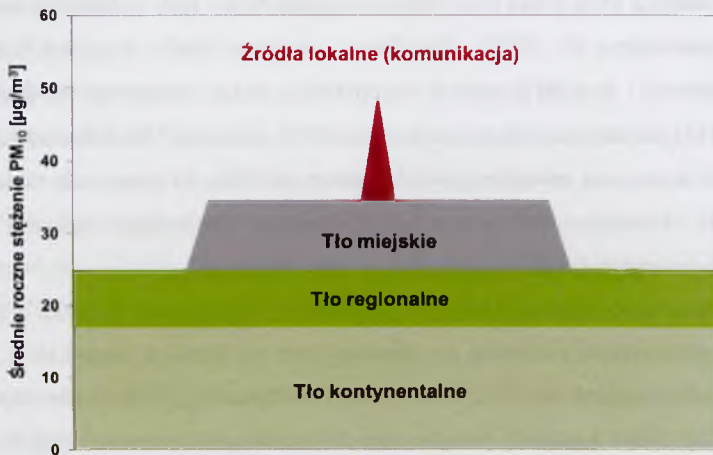 Średnie roczne stężenie PM₁₀ [µg/m³]
60
50
40
30
20
10
0
Źródła lokalne (komunikacja)
Tło miejskie
Tło regionalne
Tło kontynentalne